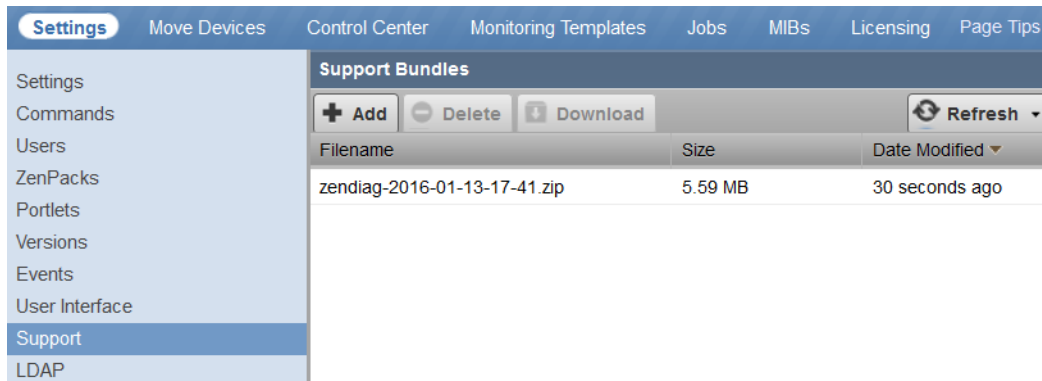 Settings Move Devices Control Center Monitoring Templates Jobs MIBs Licensing Page Tips
Settings
Commands
Users
ZenPacks
Portlets
Versions
Events
User Interface
Support
LDAP
Support Bundles
Add Delete Download Refresh
Filename Size Date Modified
zendiag-2016-01-13-17-41.zip 5.59 MB 30 seconds ago